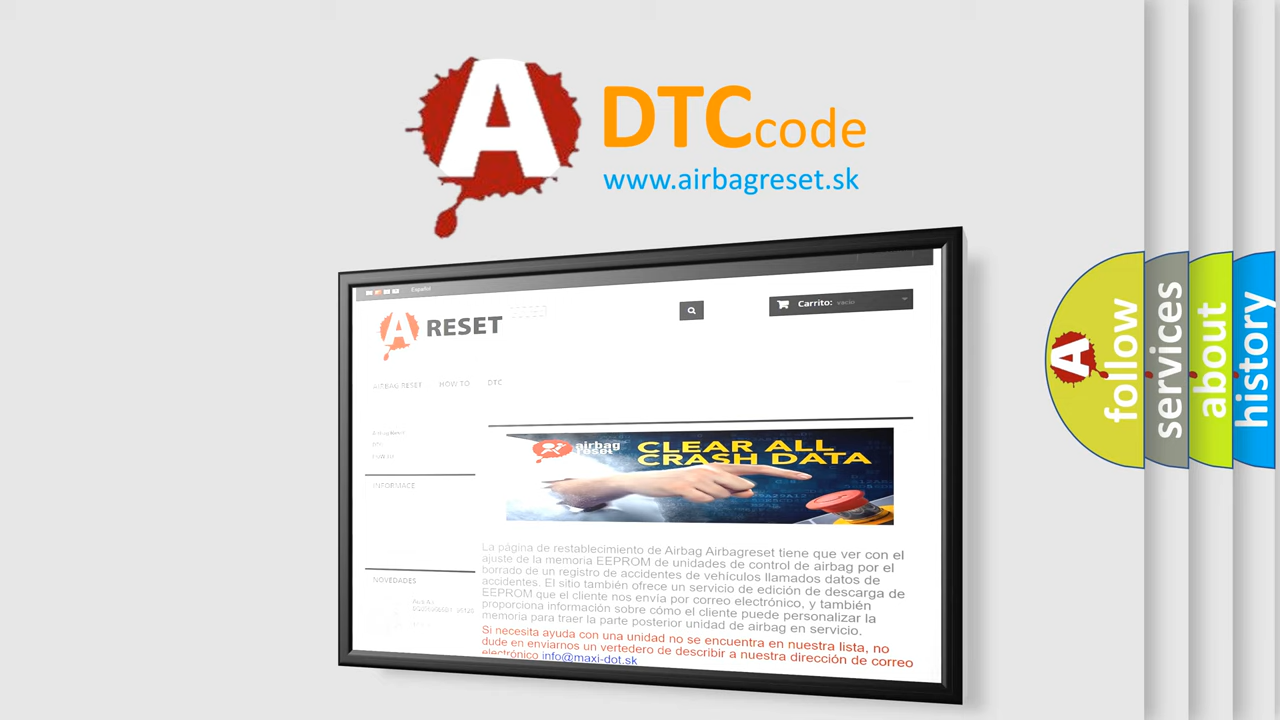 A
DTCcode
www.airbagreset.sk
Español
A RESET
Carrito: vacío
AIRBAG RESET HOW TO DTC
INFORMACE
airbag
reset
CLEAR ALL
CRASH DATA
La página de restablecimiento de Airbag Airbagreset tiene que ver con el
ajuste de la memoria EEPROM de unidades de control de airbag por el
borrado de un registro de accidentes de vehículos llamados datos de
accidentes. El sitio también ofrece un servicio de edición de descarga de
EEPROM que el cliente nos envía por correo electrónico, y también
proporciona información sobre cómo el cliente puede personalizar la
memoria para traer la parte posterior unidad de airbag en servicio.
Si necesita ayuda con una unidad no se encuentra en nuestra lista, no
dude en enviarnos un vertedero de describir a nuestra dirección de correo
electrónico info@maxi-dot.sk
NOVEDADES
A
follow
services
about
history